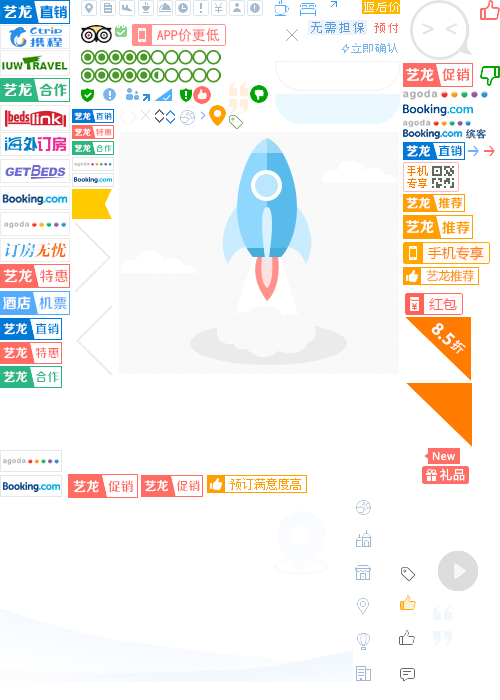 艺龙 直销
Ctrip
携程
IUWTRAVEL
艺龙 合作
Jbedslink
海外订房
GETBEDS
Booking.com
agoda
订房无忧
艺龙 特惠
酒店 机票
艺龙 直销
艺龙 特惠
艺龙 合作
agoda
Booking.com
艺龙 促销
艺龙 促销
预订满意度高
APP价更低
艺龙 直销
艺龙 特惠
艺龙 合作
agoda
Booking.com
返后价
无需担保
预付
立即确认
艺龙 促销
agoda
Booking.com
agoda
Booking.com 缤客
艺龙 直销
手机
专享
艺龙 推荐
艺龙 推荐
手机专享
艺龙推荐
红包
8.5折
New
礼品